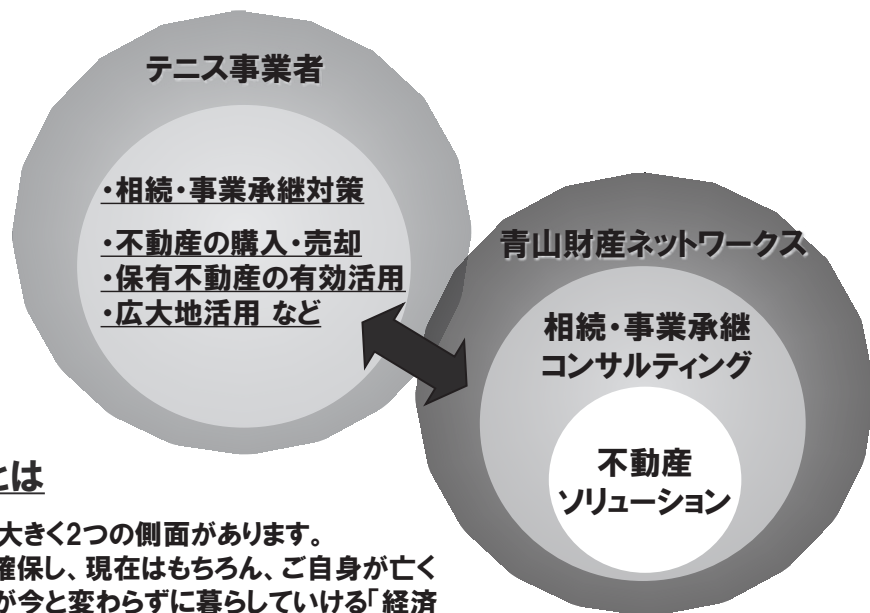 テニス事業者
・相続・事業承継対策
・不動産の購入・売却
・保有不動産の有効活用
・広大地活用 など
青山財産ネットワークス
相続・事業承継
コンサルティング
不動産
ソリューション
とは
大きく2つの側面があります。
確保し、現在はもちろん、ご自身が亡く
が今と変わらずに暮らしていける「経済